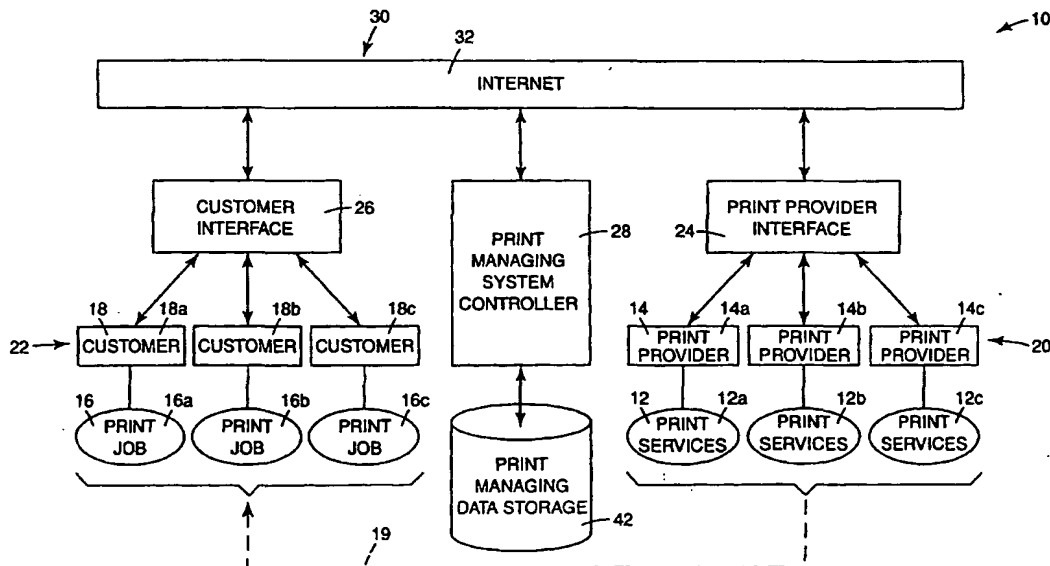 30
10
32
INTERNET
CUSTOMER
INTERFACE
26
PRINT
MANAGING
SYSTEM
CONTROLLER
28
PRINT PROVIDER
INTERFACE
24
22
18
18a
CUSTOMER
18b
CUSTOMER
18c
CUSTOMER
14
14a
PRINT
PROVIDER
14b
PRINT
PROVIDER
14c
PRINT
PROVIDER
20
16
16a
PRINT
JOB
16b
PRINT
JOB
16c
PRINT
JOB
PRINT
MANAGING
DATA STORAGE
42
12
12a
PRINT
SERVICES
12b
PRINT
SERVICES
12c
PRINT
SERVICES
19